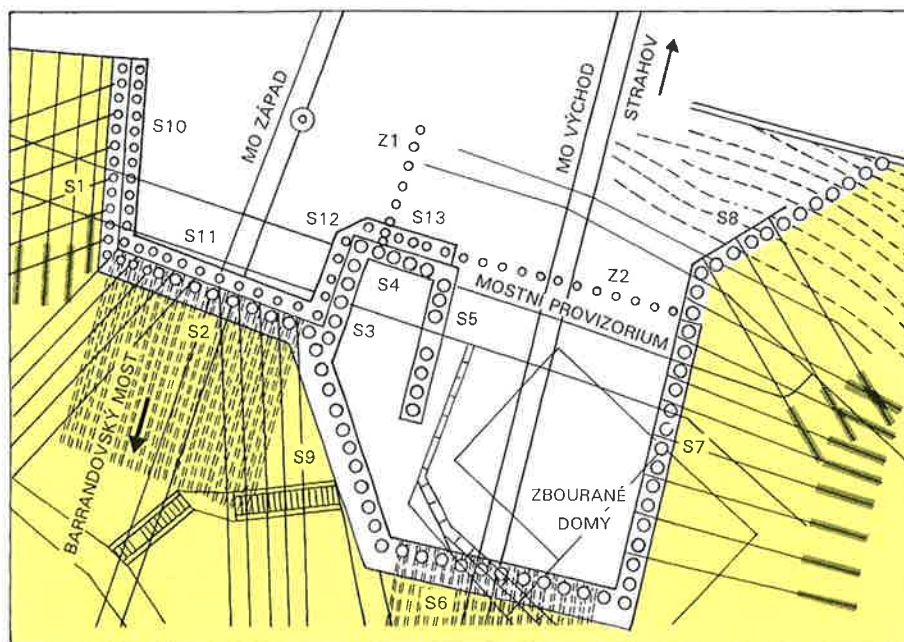 S10
MO ZÁPAD
Z1
MO VÝCHOD
STRAHOV
S1
S11
S12
S13
S8
S4
Z2
MOSTNÍ PROVIZORIUM
S2
S3
S5
BARRANDOVSKÝ MOST
S9
S7
ZBOURANÉ
DOMY
S6